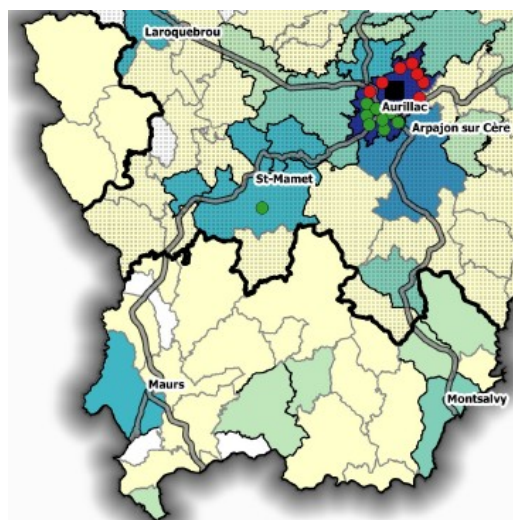 Laroquebrou
Aurillac
Arpajon sur Cère
St-Mamet
Maurs
Montsalvy